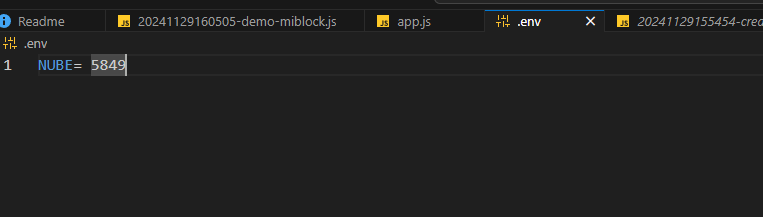 Readme
20241129160505-demo-miblock.js
app.js
.env
20241129155454-crea
.env
1
NUBE= 5849